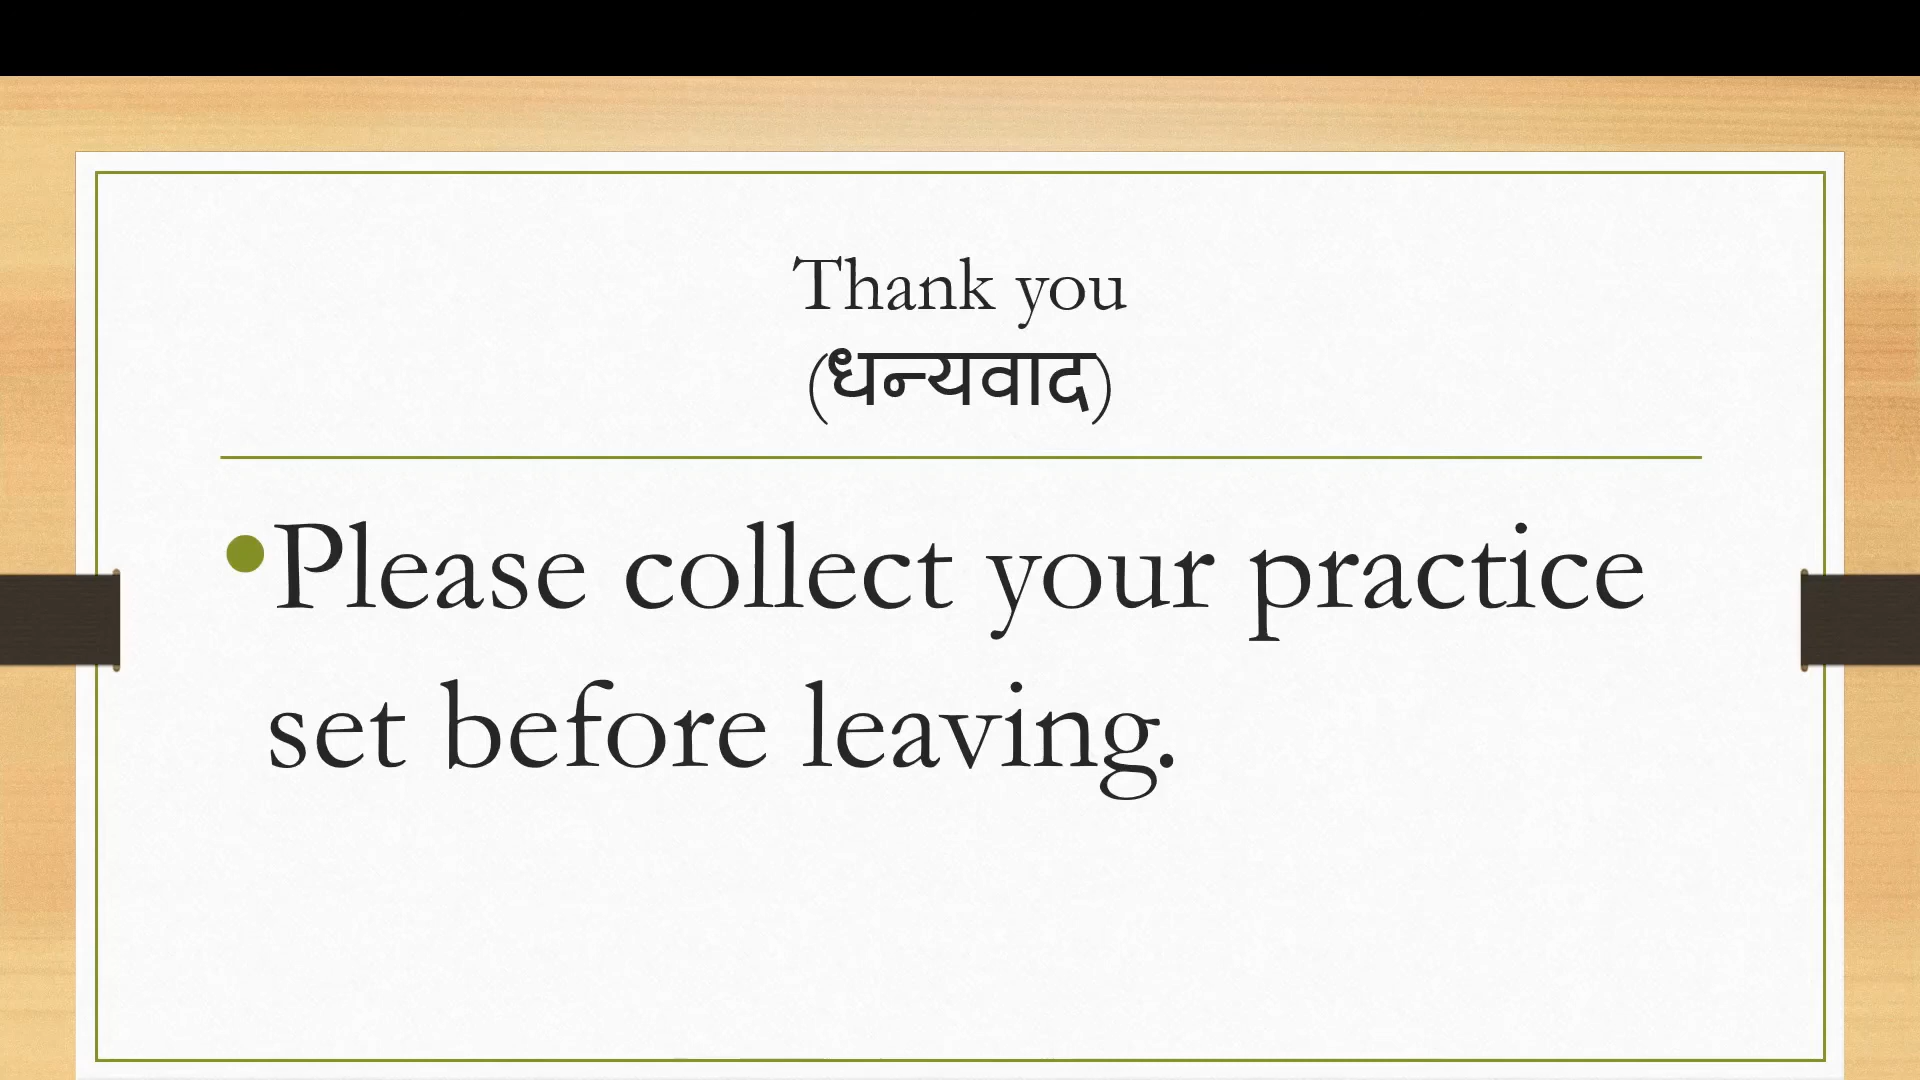 Thank you
(धन्यवाद)
•Please collect your practice
set before leaving.